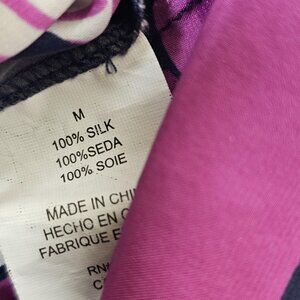 M
100% SILK
100%SEDA
100% SOIE
MADE IN CHI
HECHO EN C
FABRIQUE E
RN
C